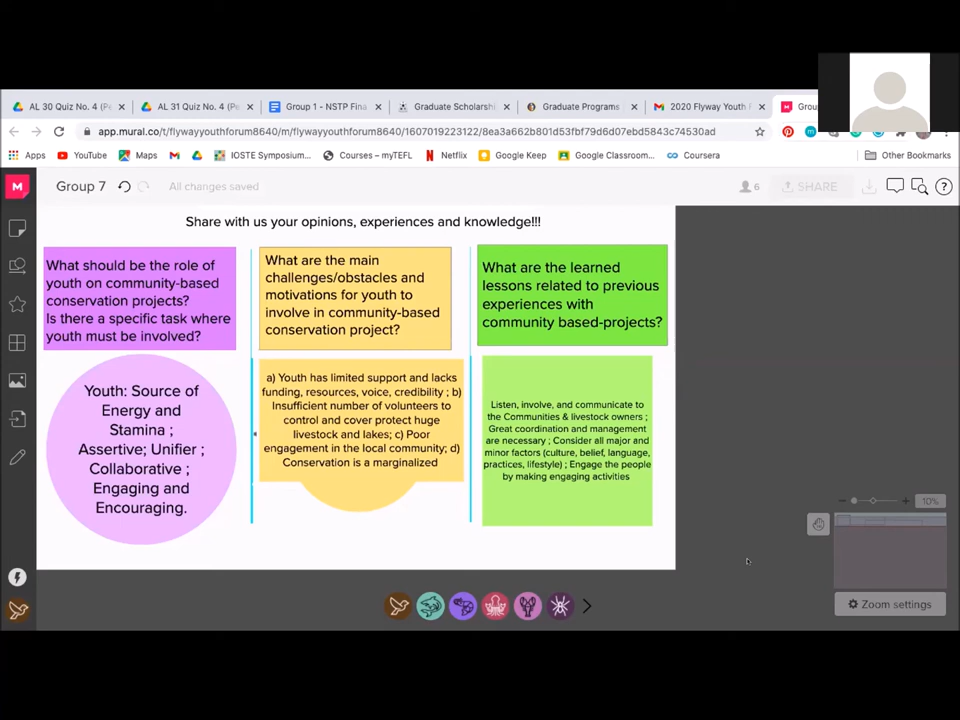 AL 30 Quiz No. 4 (P
AL 31 Quiz No. 4 (P
Group 1 - NSTP Fina
Graduate Scholarsh
Graduate Programs
2020 Flyway Youth F
Grou
app.mural.co/t/flywayyouthforum8640/m/flywayyouthforum8640/1607019223122/8ea3a662b801d53fbf79d6d07ebd5843c74530ad
Apps
YouTube
Maps
IOSTE Symposium...
Courses – myTEFL
Netflix
Google Keep
Google Classroom...
Coursera
Other Bookmarks
Group 7
All changes saved
6
SHARE
Share with us your opinions, experiences and knowledge!!!
What should be the role of
youth on community-based
conservation projects?
Is there a specific task where
youth must be involved?
Youth: Source of
Energy and
Stamina ;
Assertive; Unifier ;
Collaborative ;
Engaging and
Encouraging.
What are the main
challenges/obstacles and
motivations for youth to
involve in community-based
conservation project?
a) Youth has limited support and lacks
funding, resources, voice, credibility ; b)
Insufficient number of volunteers to
control and cover protect huge
livestock and lakes; c) Poor
engagement in the local community; d)
Conservation is a marginalized
What are the learned
lessons related to previous
experiences with
community based-projects?
Listen, involve, and communicate to
the Communities & livestock owners ;
Great coordination and management
are necessary ; Consider all major and
minor factors (culture, belief, language,
practices, lifestyle) ; Engage the people
by making engaging activities
10%
Zoom settings